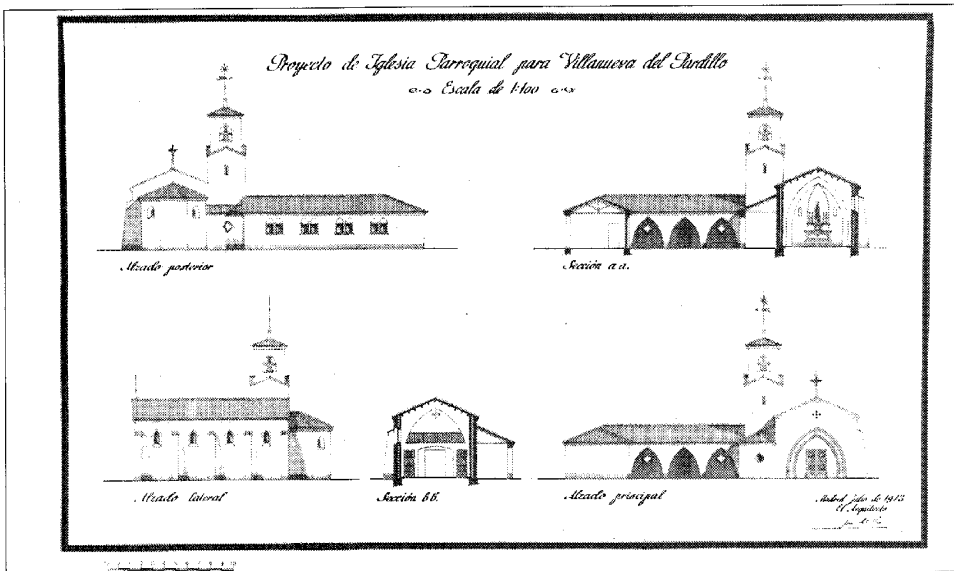 Proyecto de Iglesia Parroquial para Villanueva del Pardillo
Escala de 1:100
Alzado posterior
Sección a a.
Alzado lateral
Sección b b.
Alzado principal
Madrid julio de
El Arquitecto